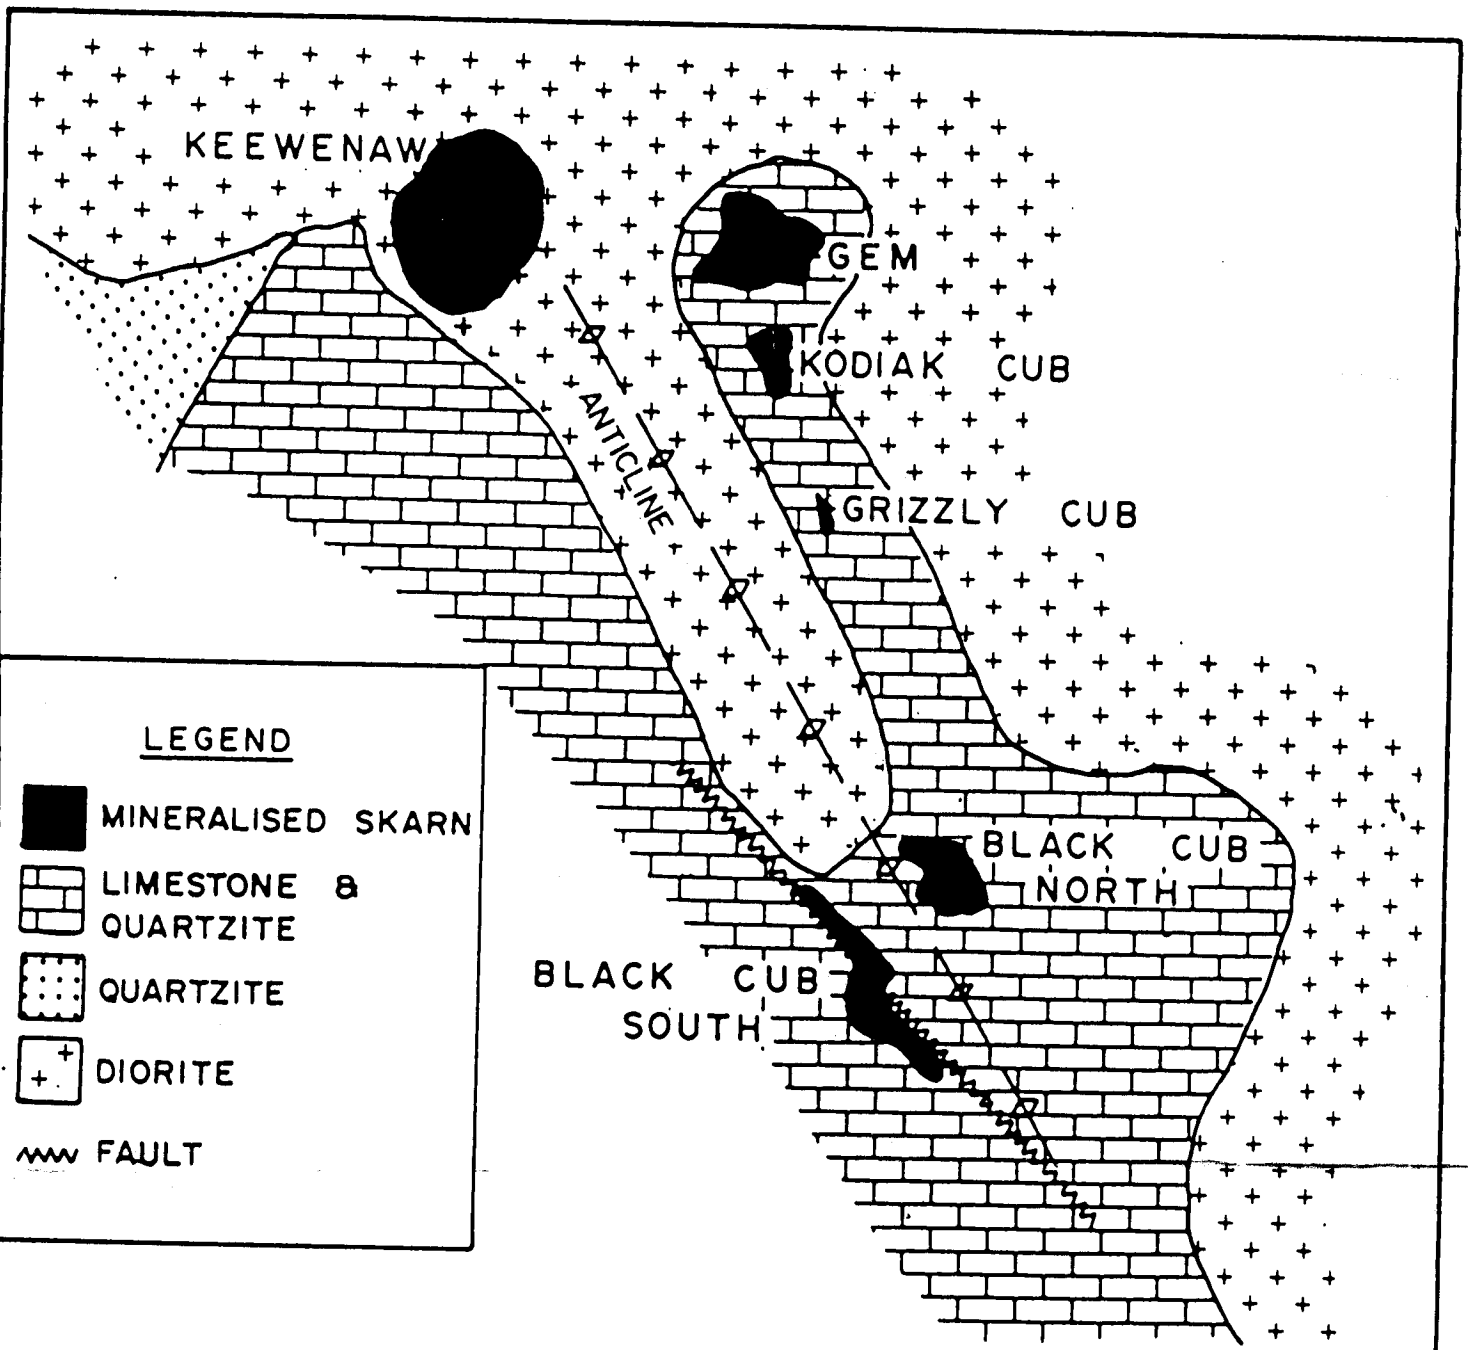 KEEWENAW
GEM
KODIAK CUB
ANTICLINE
GRIZZLY CUB
BLACK CUB
NORTH
BLACK CUB
SOUTH
LEGEND
MINERALISED SKARN
LIMESTONE &
QUARTZITE
QUARTZITE
DIORITE
FAULT